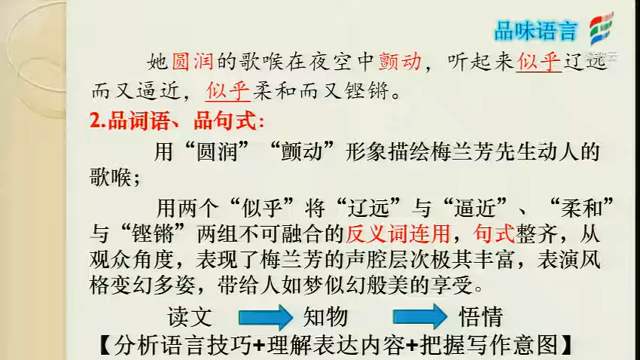 品味语言
她圆润的歌喉在夜空中颤动，听起来似乎辽远
而又逼近，似乎柔和而又铿锵。
2.品词语、品句式：
用“圆润”“颤动”形象描绘梅兰芳先生动人的
歌喉；
用两个“似乎”将“辽远”与“逼近”、“柔和”
与“铿锵”两组不可融合的反义词连用，句式整齐，从
观众角度，表现了梅兰芳的声腔层次极其丰富，表演风
格变幻多姿，带给人如梦似幻般美的享受。
读文 知物 悟情
【分析语言技巧+理解表达内容+把握写作意图】